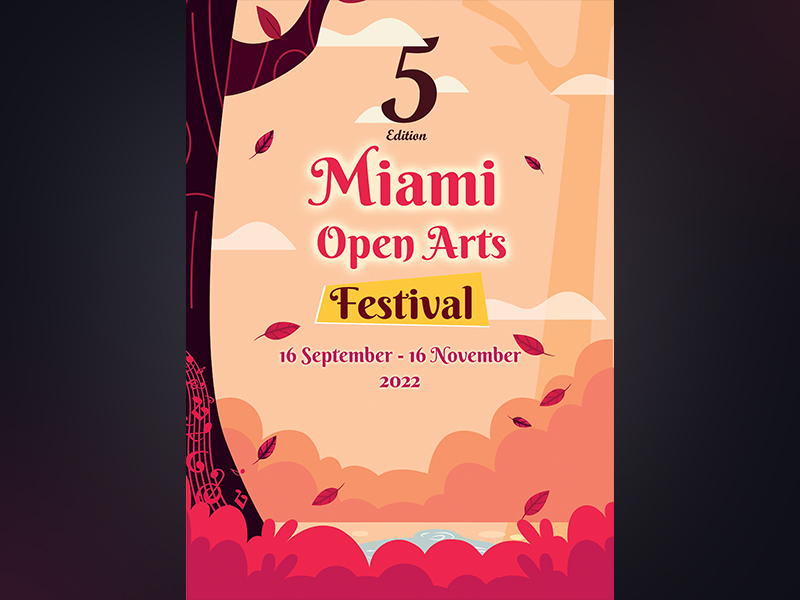 5
Edition
Miami
Open Arts
Festival
16 September - 16 November
2022